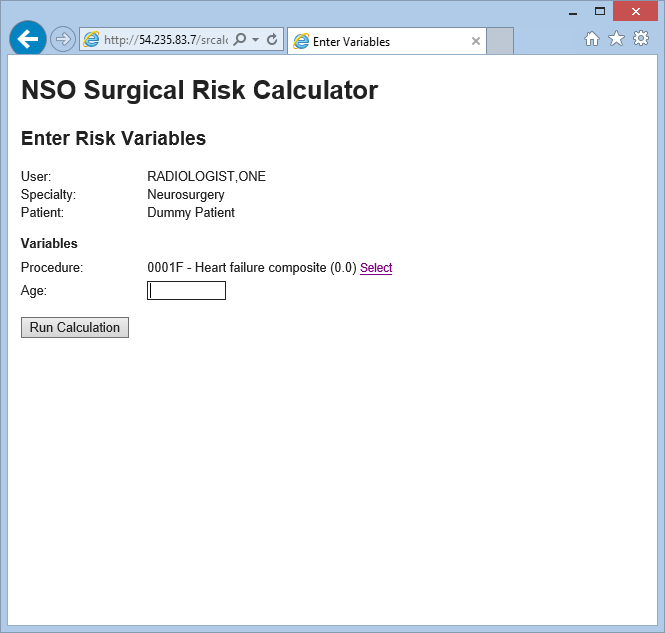 http://54.235.83.7/srcalc
Enter Variables
NSO Surgical Risk Calculator
Enter Risk Variables
User: RADIOLOGIST,ONE
Specialty: Neurosurgery
Patient: Dummy Patient
Variables
Procedure: 0001F - Heart failure composite (0.0) Select
Age:
Run Calculation